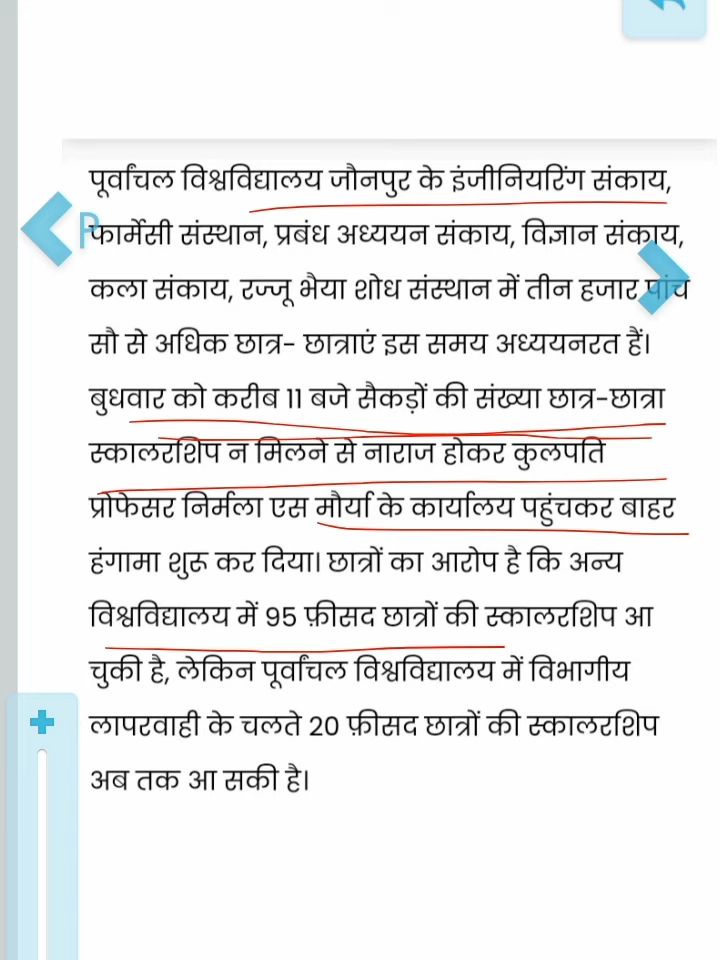 पूर्वांचल विश्वविद्यालय जौनपुर के इंजीनियरिंग संकाय,
फार्मेसी संस्थान, प्रबंध अध्ययन संकाय, विज्ञान संकाय,
कला संकाय, रज्जू भैया शोध संस्थान में तीन हजार पांच
सौ से अधिक छात्र- छात्राएं इस समय अध्ययनरत हैं।
बुधवार को करीब 11 बजे सैकड़ों की संख्या छात्र-छात्रा
स्कालरशिप न मिलने से नाराज होकर कुलपति
प्रोफेसर निर्मला एस मौर्या के कार्यालय पहुंचकर बाहर
हंगामा शुरू कर दिया। छात्रों का आरोप है कि अन्य
विश्वविद्यालय में 95 फ़ीसद छात्रों की स्कालरशिप आ
चुकी है, लेकिन पूर्वांचल विश्वविद्यालय में विभागीय
लापरवाही के चलते 20 फ़ीसद छात्रों की स्कालरशिप
अब तक आ सकी है।